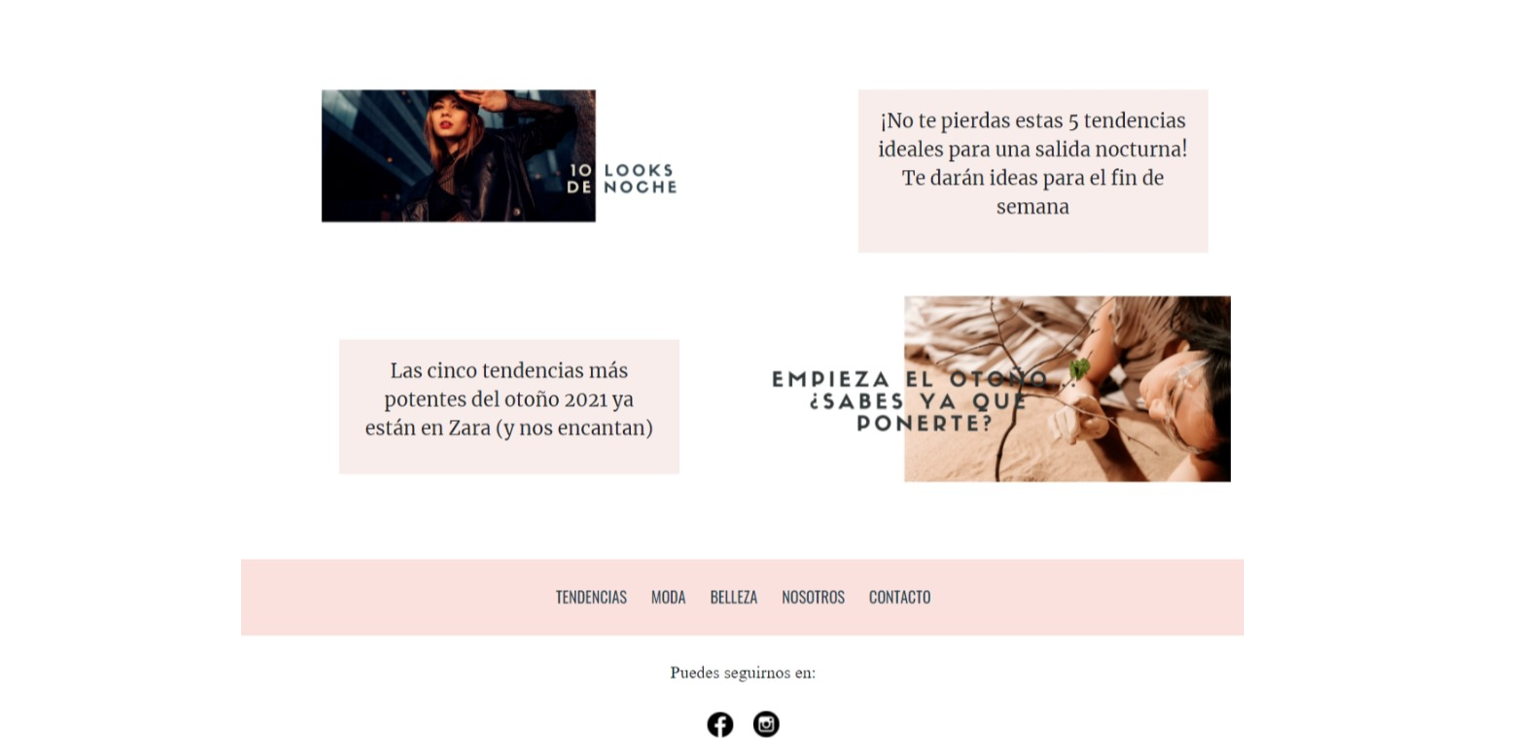 10 LOOKS
DE NOCHE
¡No te pierdas estas 5 tendencias
ideales para una salida nocturna!
Te darán ideas para el fin de
semana
Las cinco tendencias más
potentes del otoño 2021 ya
están en Zara (y nos encantan)
EMPIEZA EL OTOÑO ...
¿SABES YA QUÉ
PONERTE?
TENDENCIAS MODA BELLEZA NOSOTROS CONTACTO
Puedes seguirnos en: